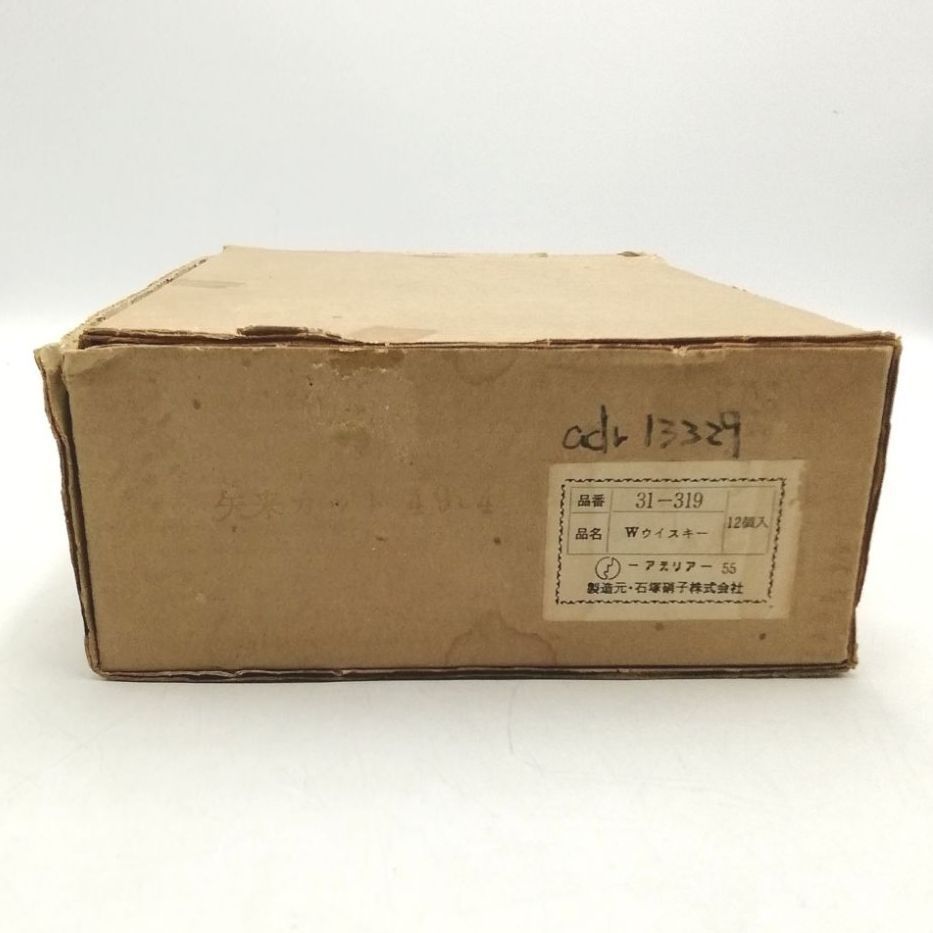 adr 13329
品番 31-319 12個入
品名 Wウイスキー
ーアデリアー 55
製造元・石塚硝子株式会社